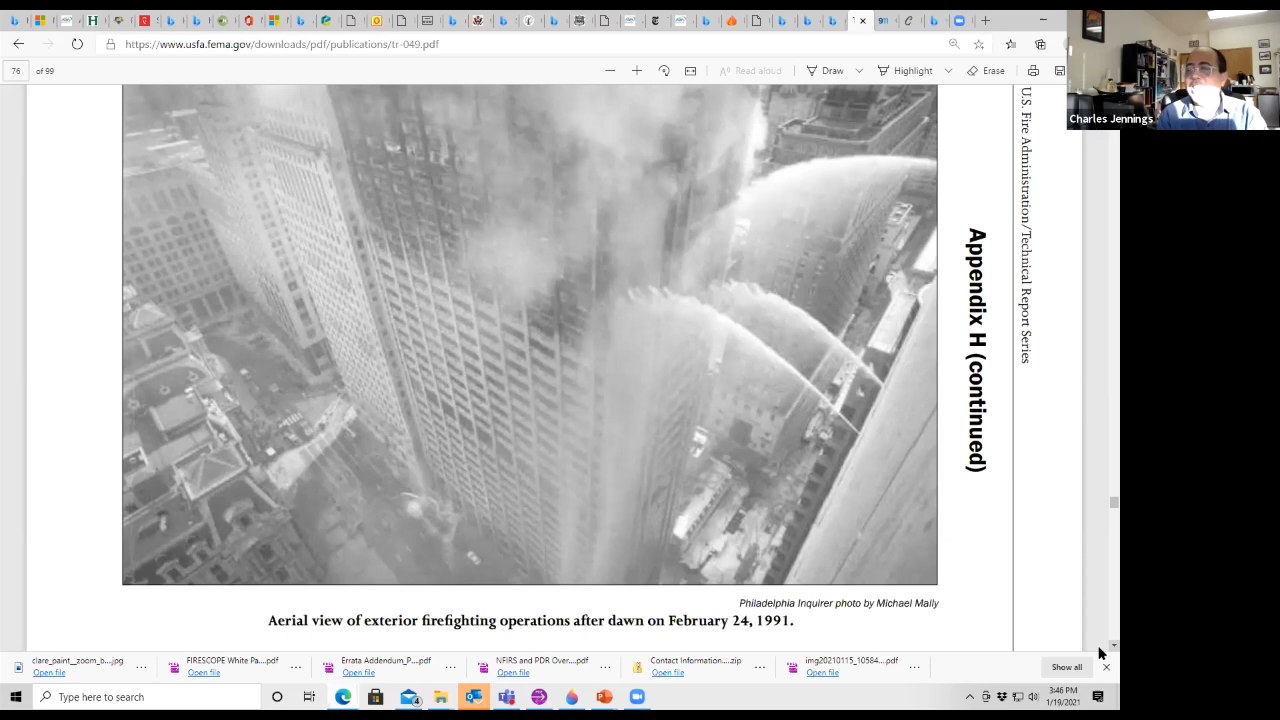 https://www.usfa.fema.gov/downloads/pdf/publications/tr-049.pdf
76 of 99
Read aloud
Draw
Highlight
Erase
Charles Jennings
U.S. Fire Administration/Technical Report Series
Appendix H (continued)
Philadelphia Inquirer photo by Michael Mally
Aerial view of exterior firefighting operations after dawn on February 24, 1991.
clare_paint__zoom_b....jpg
Open file
FIRESCOPE White Pa....pdf
Open file
Errata Addendum_P....pdf
Open file
NFIRS and PDR Over....pdf
Open file
Contact Information....zip
Open file
img20210115_10584....pdf
Open file
Show all
Type here to search
3:46 PM
1/19/2021